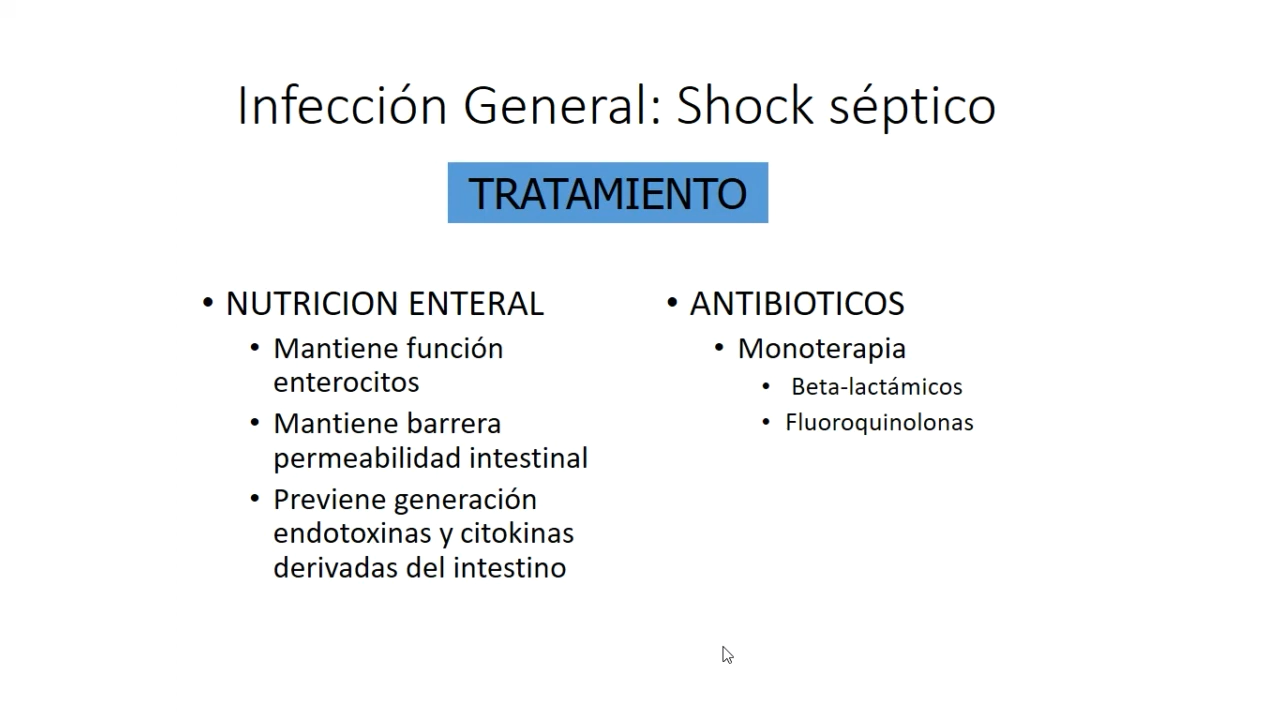 Infección General: Shock séptico
TRATAMIENTO
• NUTRICION ENTERAL
• Mantiene función
enterocitos
• Mantiene barrera
permeabilidad intestinal
• Previene generación
endotoxinas y citokinas
derivadas del intestino
• ANTIBIOTICOS
• Monoterapia
• Beta-lactámicos
• Fluoroquinolonas